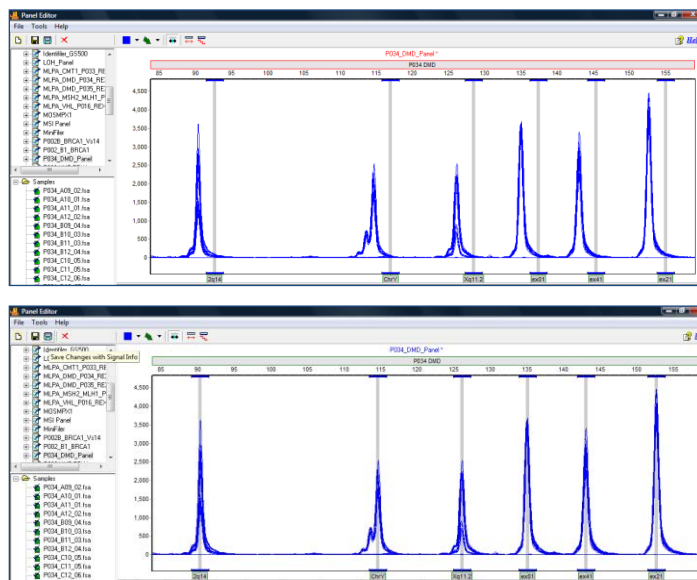 Panel Editor
File Tools Help
Identifiler_GS500
LOH_Panel
MLPA_CMT1_P033_RE
MLPA_DMD_P034_RE
MLPA_DMD_P035_RE
MLPA_MSH2_MLH1_P
MLPA_VHL_P016_REX
MOSMPX1
MSI Panel
MiniFiler
P002B_BRCA1_Vs14
P002_B1_BRCA1
P034_DMD_Panel
Samples
P034_A09_02.fsa
P034_A10_01.fsa
P034_A11_01.fsa
P034_A12_02.fsa
P034_B09_04.fsa
P034_B10_03.fsa
P034_B11_03.fsa
P034_B12_04.fsa
P034_C10_05.fsa
P034_C11_05.fsa
P034_C12_06.fsa
P034_DMD_Panel *
P034 DMD
85 90 95 100 105 110 115 120 125 130 135 140 145 150 155
4,500
4,000
3,500
3,000
2,500
2,000
1,500
1,000
500
0
2q14 ChrY Xq11.2 ex01 ex41 ex21
Panel Editor
File Tools Help
Identifiler_GS500
Save Changes with Signal Info
MLPA_CMT1_P033_RE
MLPA_DMD_P034_RE
MLPA_DMD_P035_RE
MLPA_MSH2_MLH1_P
MLPA_VHL_P016_REX
MOSMPX1
MSI Panel
MiniFiler
P002B_BRCA1_Vs14
P002_B1_BRCA1
P034_DMD_Panel
Samples
P034_A09_02.fsa
P034_A10_01.fsa
P034_A11_01.fsa
P034_A12_02.fsa
P034_B09_04.fsa
P034_B10_03.fsa
P034_B11_03.fsa
P034_B12_04.fsa
P034_C10_05.fsa
P034_C11_05.fsa
P034_C12_06.fsa
P034_DMD_Panel *
P034 DMD
85 90 95 100 105 110 115 120 125 130 135 140 145 150 155
4,500
4,000
3,500
3,000
2,500
2,000
1,500
1,000
500
0
2q14 ChrY Xq11.2 ex01 ex41 ex21